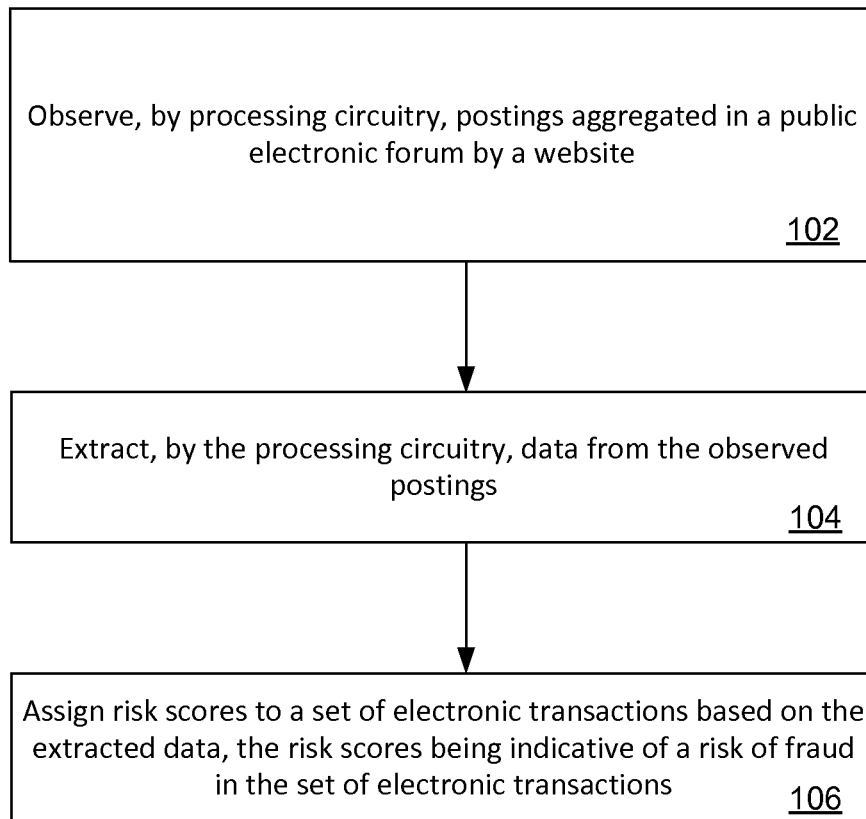 Observe, by processing circuitry, postings aggregated in a public
electronic forum by a website
102
Extract, by the processing circuitry, data from the observed
postings
104
Assign risk scores to a set of electronic transactions based on the
extracted data, the risk scores being indicative of a risk of fraud
in the set of electronic transactions
106